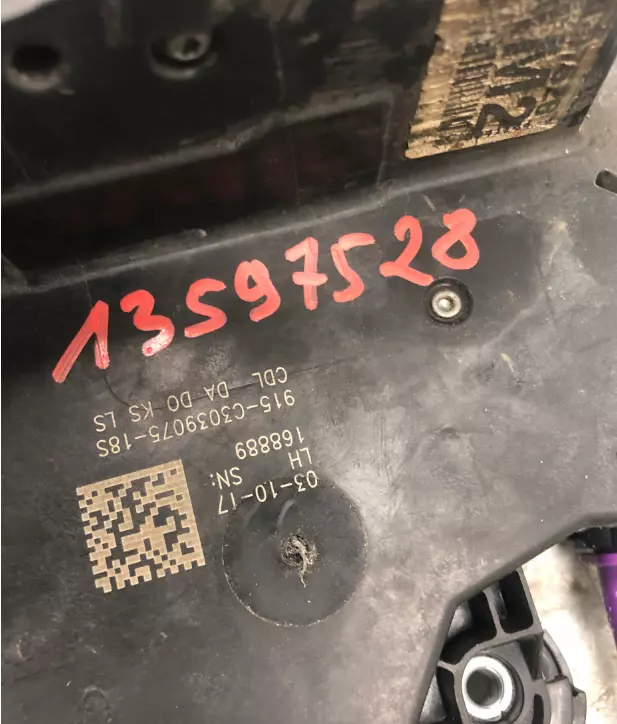 13597528
03-10-17
LH SN:
168889
915-C3039075-18S
CDL DA DO KS LS